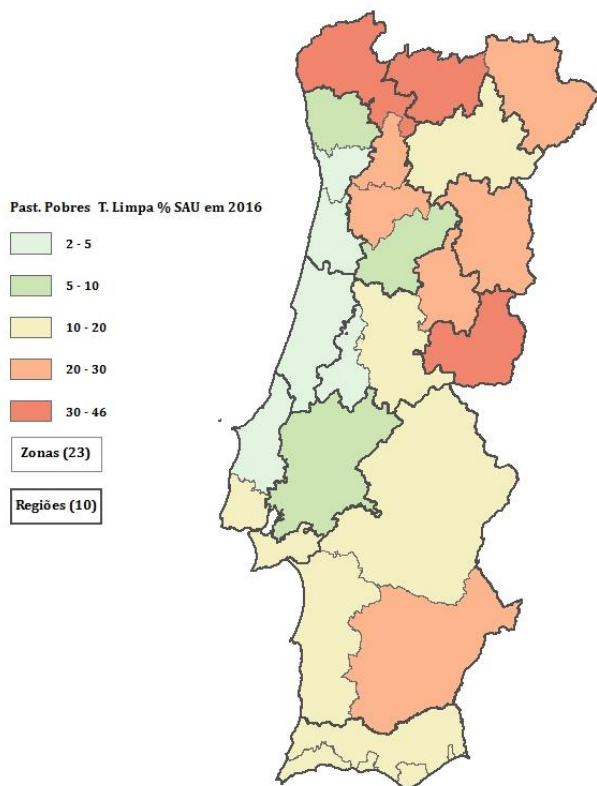 Past. Pobres T. Limpa % SAU em 2016
2 - 5
5 - 10
10 - 20
20 - 30
30 - 46
Zonas (23)
Regiões (10)